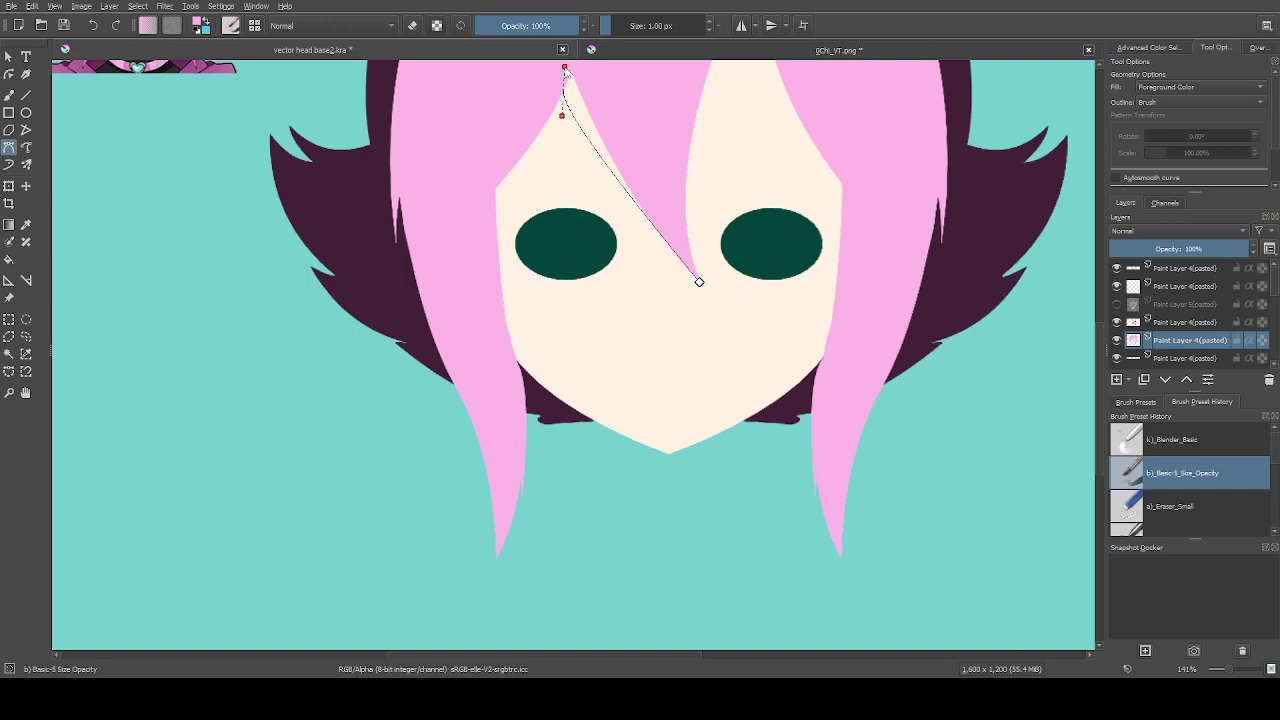 File Edit View Image Layer Select Filter Tools Settings Window Help
Normal Opacity: 100% Size: 1.00 px
vector head base2.kra *
_VT.png *
Advanced Color Sel... Tool Opt... Over...
Tool Options
Geometry Options
Fill: Foreground Color
Outline: Brush
Pattern Transform
Rotate: 0.00°
Scale: 100.00%
Autosmooth curve
Layers Channels
Layers
Normal
Opacity: 100%
Paint Layer 4(pasted)
Paint Layer 4(pasted)
Paint Layer 5(pasted)
Paint Layer 4(pasted)
Paint Layer 4(pasted)
Paint Layer 4(pasted)
Brush Presets Brush Preset History
Brush Preset History
k)_Blender_Basic
b)_Basic-5_Size_Opacity
a)_Eraser_Small
Snapshot Docker
b) Basic-5 Size Opacity
RGB/Alpha (8-bit integer/channel) sRGB-elle-V2-srgbtrc.icc
1,600 x 1,200 (55.4 MiB)
141%